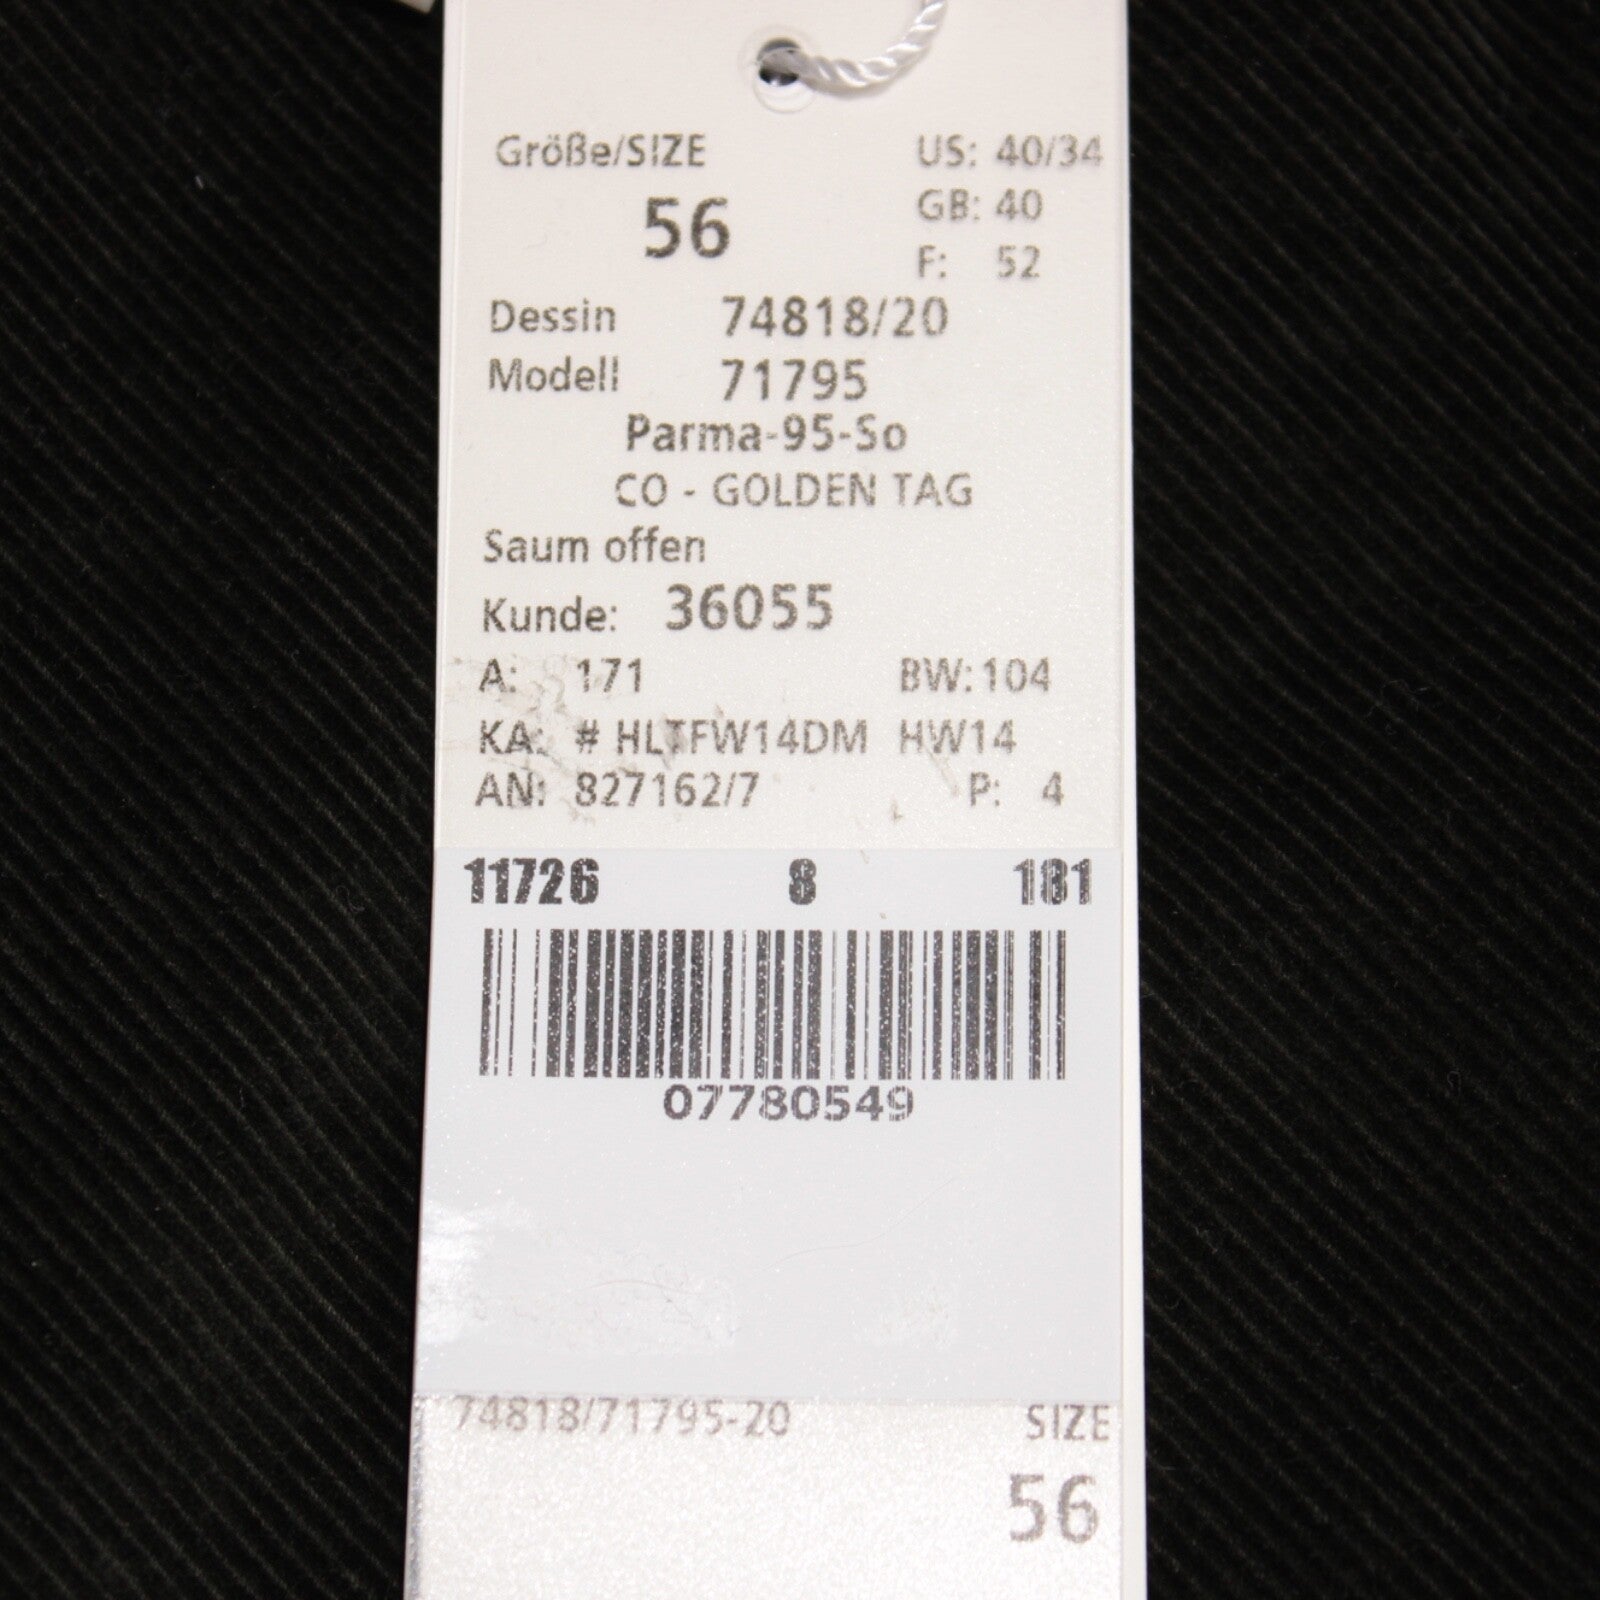 Größe/SIZE US: 40/34
56 GB: 40
F: 52
Dessin 74818/20
Modell 71795
Parma-95-So
CO - GOLDEN TAG
Saum offen
Kunde: 36055
A: 171 BW: 104
KA: # HLTFW14DM HW14
AN: 827162/7 P: 4
11726 8 181
07780549
74818/71795-20 SIZE
56